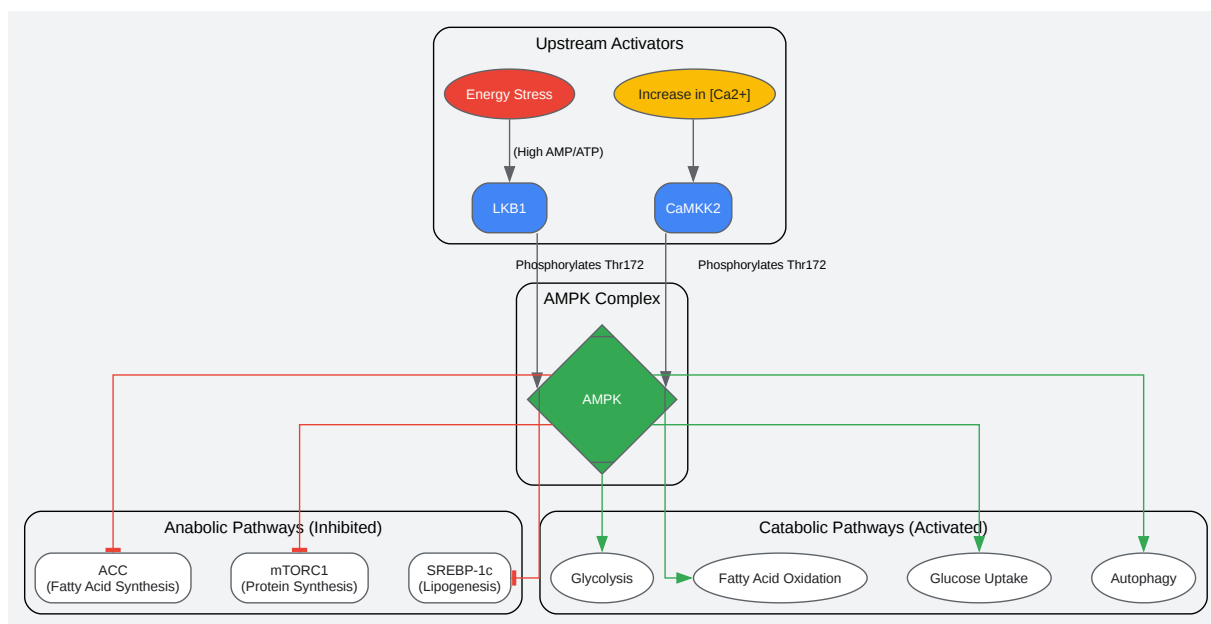 Upstream Activators
Energy Stress
Increase in [Ca2+]
(High AMP/ATP)
LKB1
CaMKK2
Phosphorylates Thr172
Phosphorylates Thr172
AMPK Complex
AMPK
Anabolic Pathways (Inhibited)
ACC
(Fatty Acid Synthesis)
mTORC1
(Protein Synthesis)
SREBP-1c
(Lipogenesis)
Catabolic Pathways (Activated)
Glycolysis
Fatty Acid Oxidation
Glucose Uptake
Autophagy